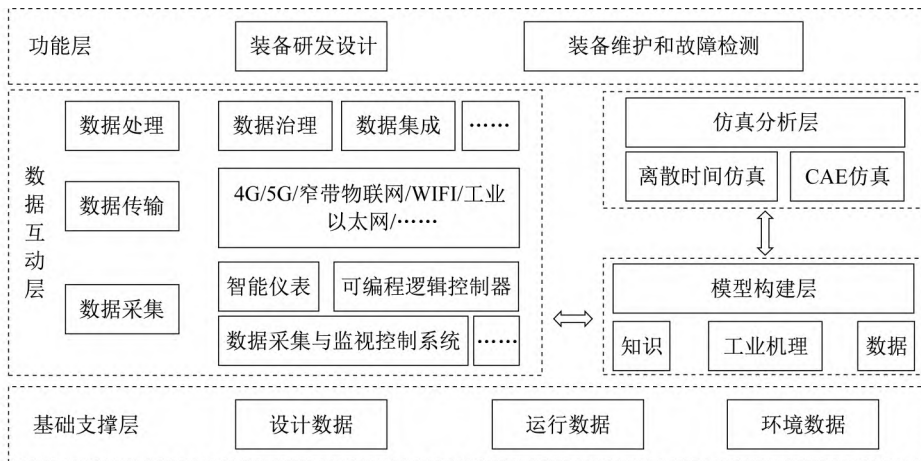 功能层
装备研发设计
装备维护和故障检测
数据互动层
数据处理
数据治理
数据集成
……
数据传输
4G/5G/窄带物联网/WIFI/工业
以太网/……
数据采集
智能仪表
可编程逻辑控制器
数据采集与监视控制系统
……
仿真分析层
离散时间仿真
CAE仿真
模型构建层
知识
工业机理
数据
基础支撑层
设计数据
运行数据
环境数据